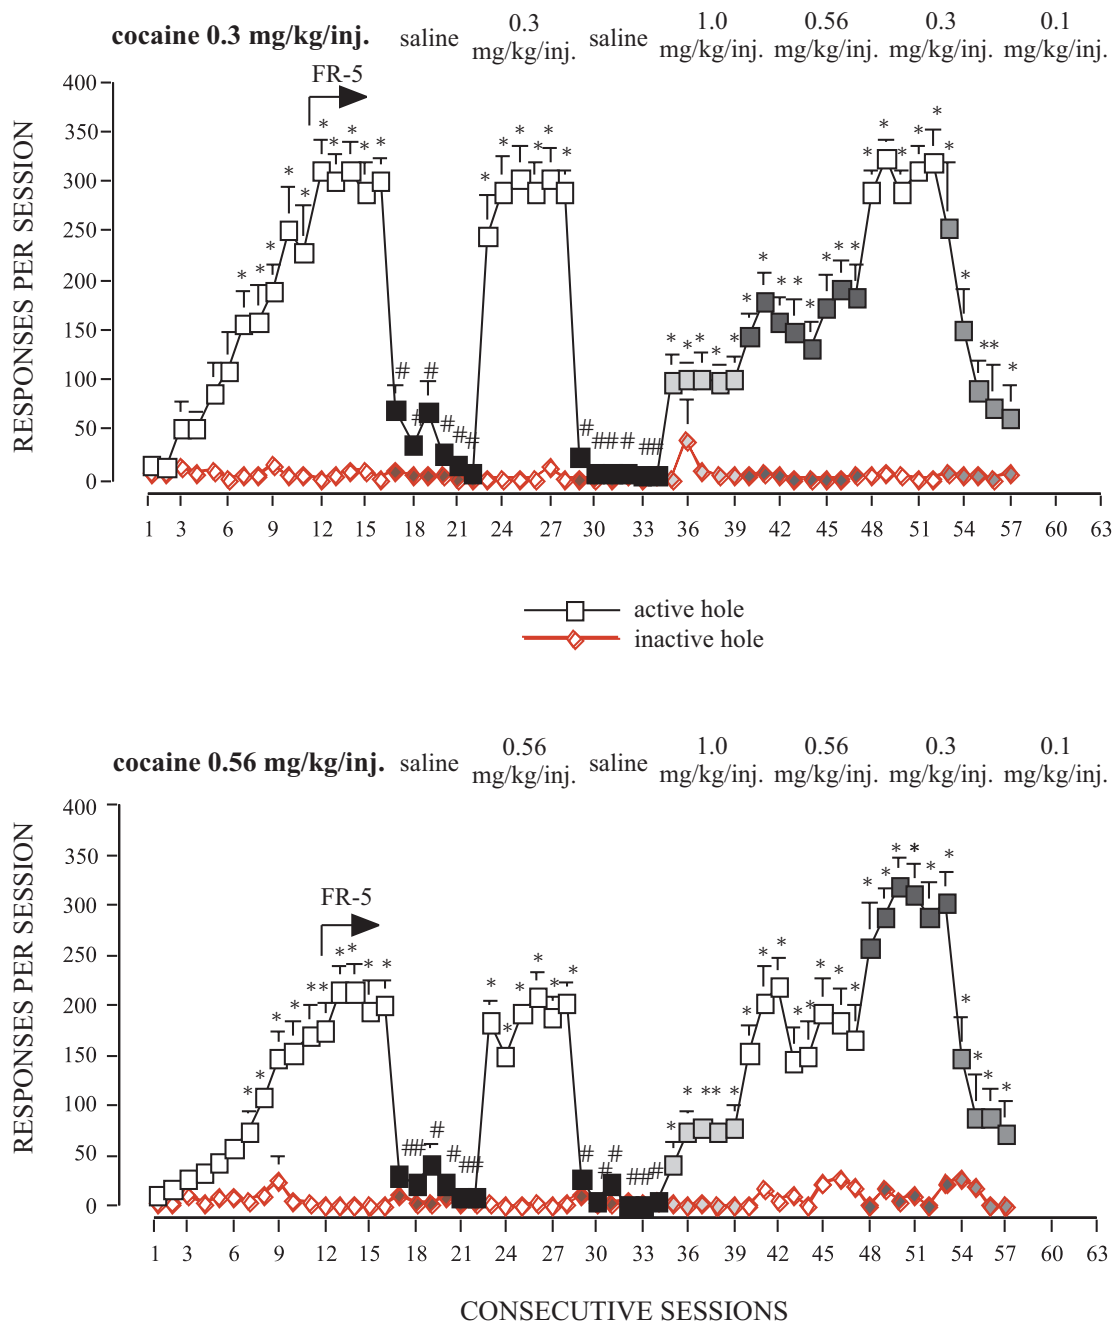 cocaine 0.3 mg/kg/inj. saline 0.3 mg/kg/inj. saline 1.0 mg/kg/inj. 0.56 mg/kg/inj. 0.3 mg/kg/inj. 0.1 mg/kg/inj.
FR-5
RESPONSES PER SESSION
400
350
300
250
200
150
100
50
0
1 3 6 9 12 15 18 21 24 27 30 33 36 39 42 45 48 51 54 57 60 63
active hole
inactive hole
cocaine 0.56 mg/kg/inj. saline 0.56 mg/kg/inj. saline 1.0 mg/kg/inj. 0.56 mg/kg/inj. 0.3 mg/kg/inj. 0.1 mg/kg/inj.
FR-5
RESPONSES PER SESSION
400
350
300
250
200
150
100
50
0
1 3 6 9 12 15 18 21 24 27 30 33 36 39 42 45 48 51 54 57 60 63
CONSECUTIVE SESSIONS